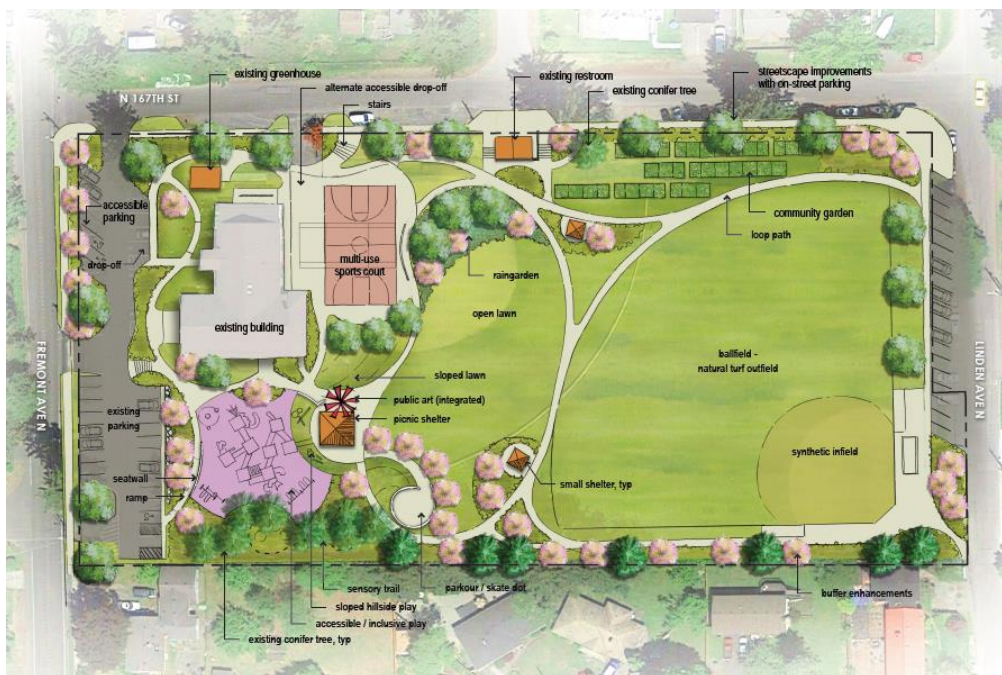 existing greenhouse
alternate accessible drop-off
stairs
existing restroom
existing conifer tree
streetscape improvements
with on-street parking
N 167TH ST
accessible
parking
drop-off
multi-use
sports court
raingarden
community garden
loop path
open lawn
existing building
FREMONT AVE N
LINDEN AVE N
ballfield -
natural turf outfield
sloped lawn
public art (integrated)
picnic shelter
existing
parking
seatwall
ramp
synthetic infield
small shelter, typ
sensory trail
parkour / skate dot
sloped hillside play
accessible / inclusive play
existing conifer tree, typ
buffer enhancements